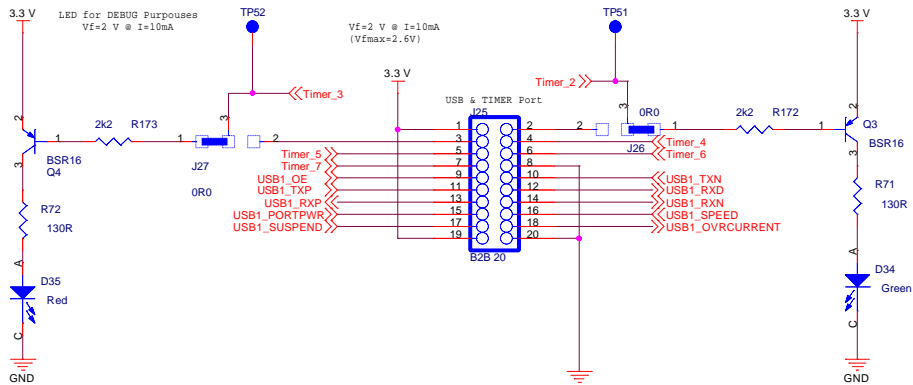 3.3 V
LED for DEBUG Purpouses
Vf=2 V @ I=10mA
TP52
Vf=2 V @ I=10mA
(Vfmax=2.6V)
TP51
3.3 V
3.3 V
Timer_3
Timer_2
USB & TIMER Port
J25
2
3
1
2k2
R173
1
3
2
J27
0R0
BSR16
Q4
R72
130R
A
D35
Red
C
GND
1
3
5
7
9
11
13
15
17
19
2
4
6
8
10
12
14
16
18
20
B2B 20
Timer_5
Timer_7
USB1_OE
USB1_TXP
USB1_RXP
USB1_PORTPWR
USB1_SUSPEND
Timer_4
Timer_6
USB1_TXN
USB1_RXD
USB1_RXN
USB1_SPEED
USB1_OVRCURRENT
2
3
0R0
1
J26
2k2
R172
1
2
3
Q3
BSR16
R71
130R
A
D34
Green
C
GND